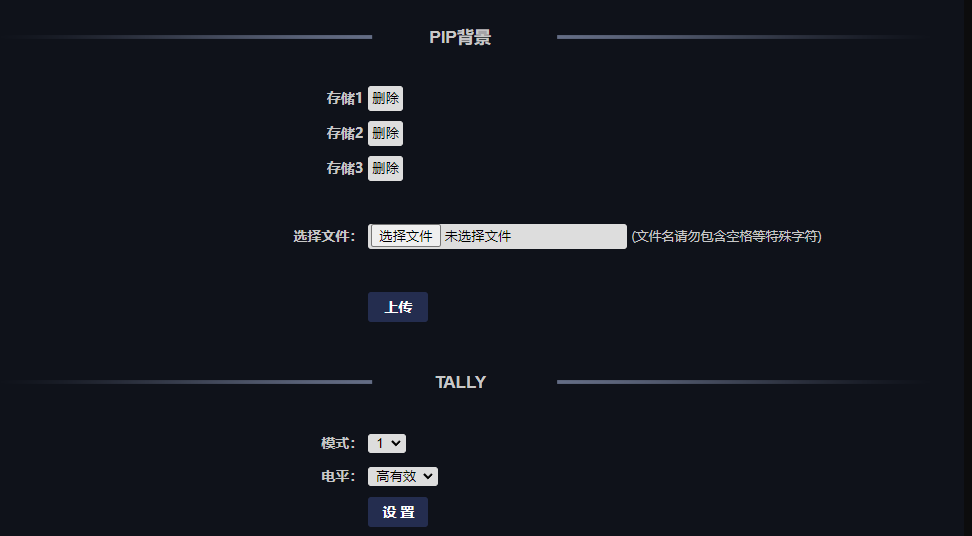 PIP背景
存储1 删除
存储2 删除
存储3 删除
选择文件： 选择文件 未选择文件 (文件名请勿包含空格等特殊字符)
上传
TALLY
模式： 1
电平： 高有效
设 置